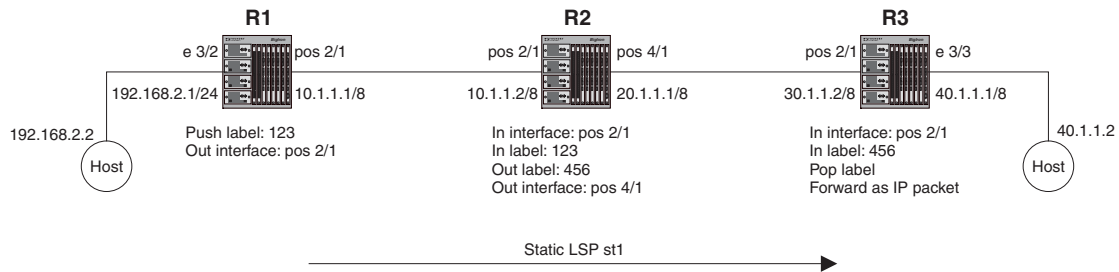 R1
R2
R3
e 3/2
pos 2/1
pos 2/1
pos 4/1
pos 2/1
e 3/3
192.168.2.1/24
10.1.1.1/8
10.1.1.2/8
20.1.1.1/8
30.1.1.2/8
40.1.1.1/8
192.168.2.2
Host
Push label: 123
Out interface: pos 2/1
In interface: pos 2/1
In label: 123
Out label: 456
Out interface: pos 4/1
In interface: pos 2/1
In label: 456
Pop label
Forward as IP packet
40.1.1.2
Host
Static LSP st1